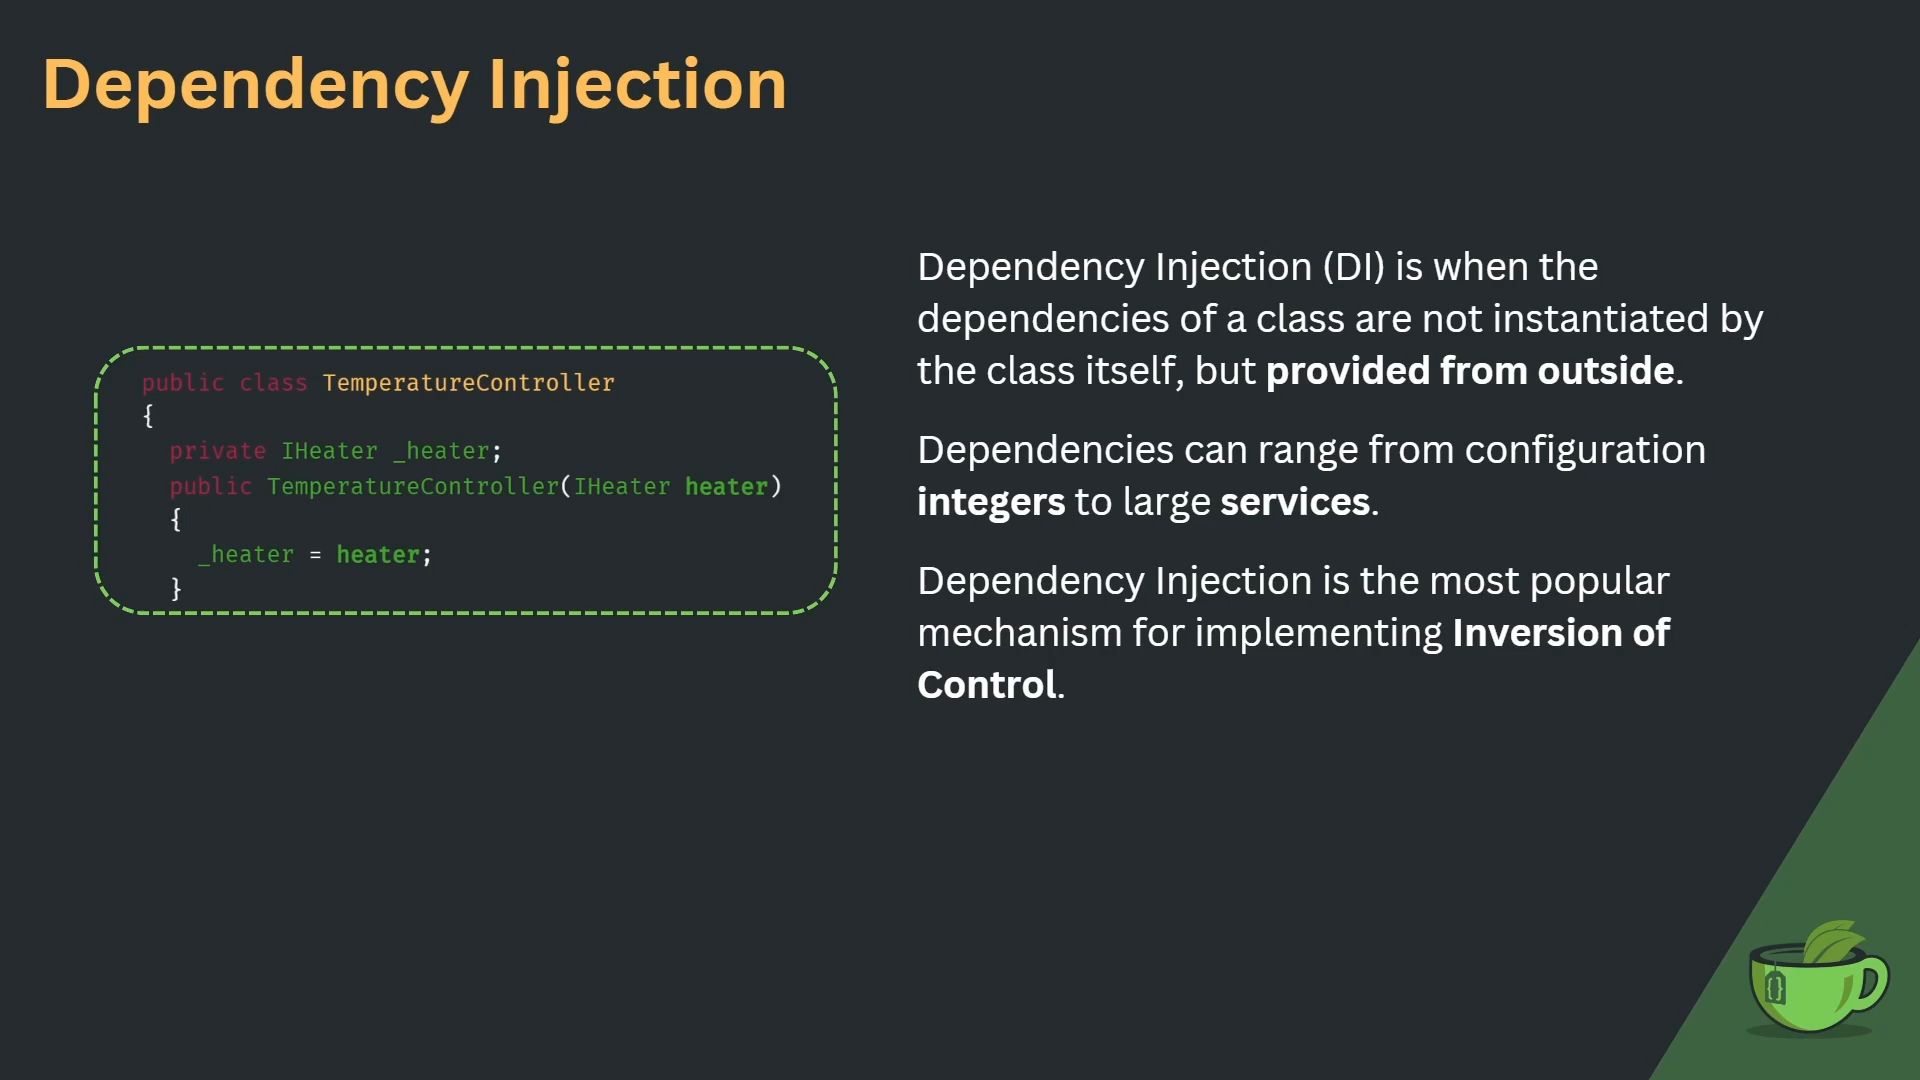 Dependency Injection
public class TemperatureController
{
private IHeater _heater;
public TemperatureController(IHeater heater)
{
_heater = heater;
}
Dependency Injection (DI) is when the
dependencies of a class are not instantiated by
the class itself, but provided from outside.
Dependencies can range from configuration
integers to large services.
Dependency Injection is the most popular
mechanism for implementing Inversion of
Control.
{}